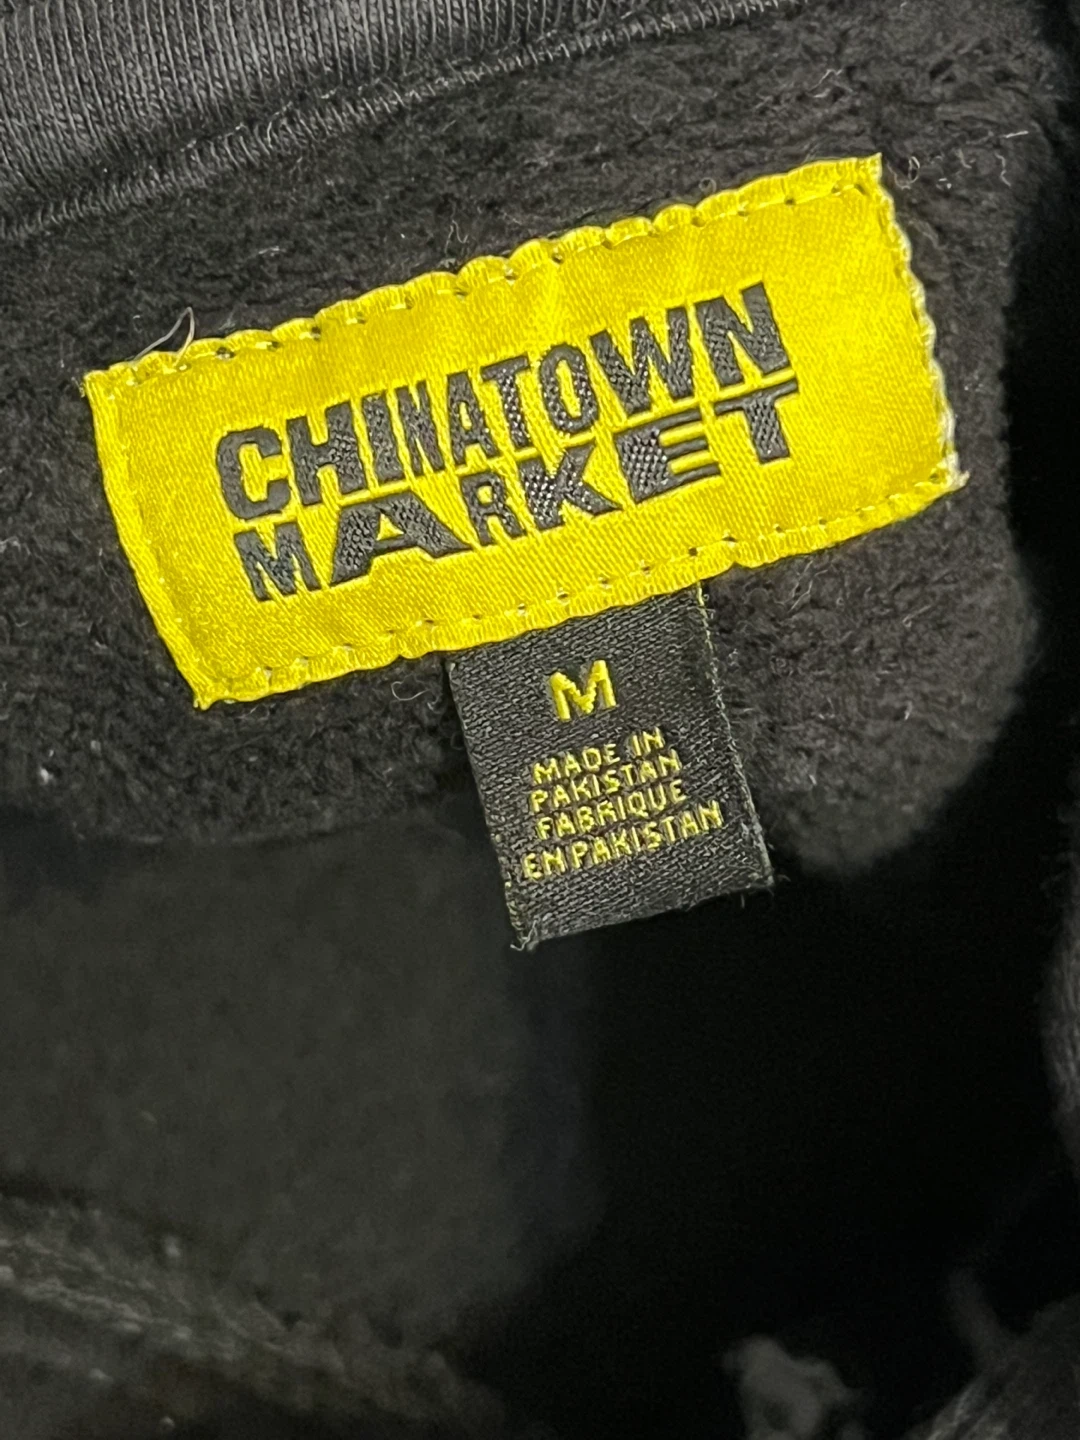 CHINATOWN
MARKET
M
MADE IN
PAKISTAN
FABRIQUE
EN PAKISTAN